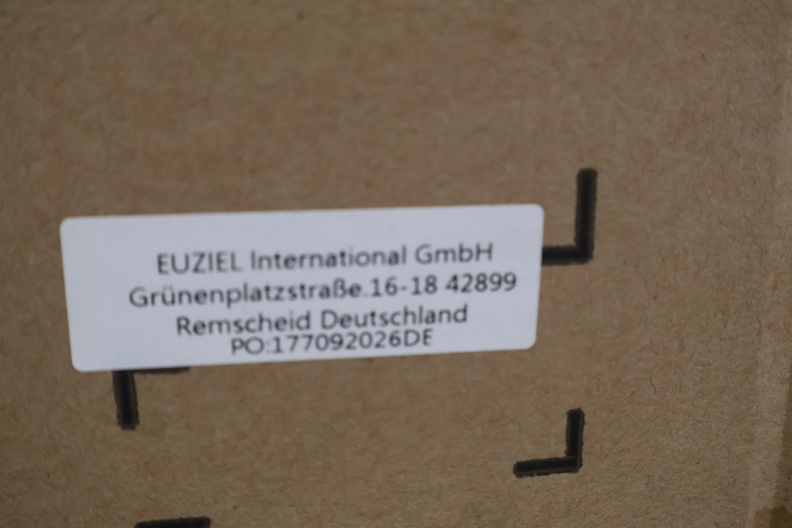 EUZIEL International GmbH
Grünenplatzstraße.16-18 42899
Remscheid Deutschland
PO:177092026DE